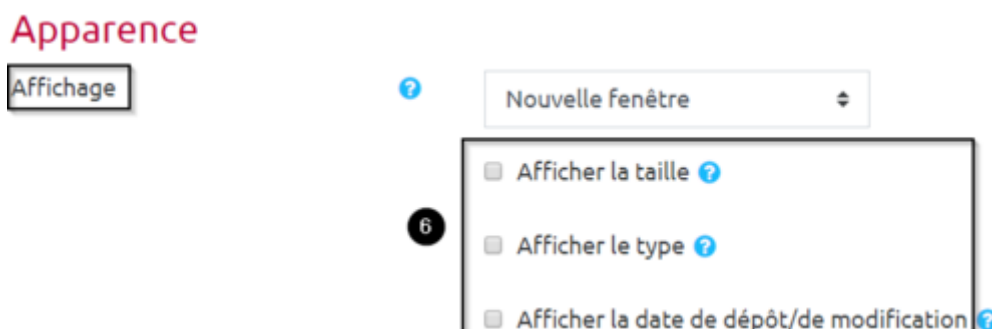 Apparence
Affichage ? Nouvelle fenêtre
Afficher la taille ?
6
Afficher le type ?
Afficher la date de dépôt/de modification ?